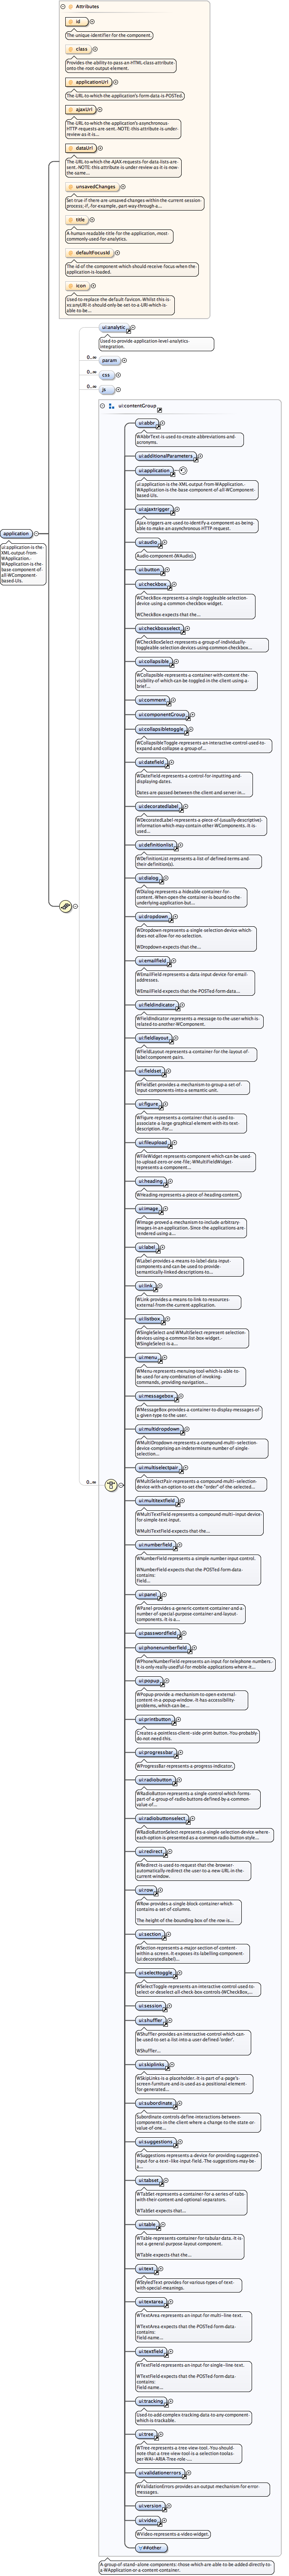 Attributes
id
The unique identifier for the component.
class
Provides the ability to pass an HTML class attribute
onto the root output element.
applicationUrl
The URL to which the application's form data is POSTed.
ajaxUrl
The URL to which the application's asynchronous
HTTP requests are sent. NOTE: this attribute is under
review as it is...
dataUrl
The URL to which the AJAX requests for data lists are
sent. NOTE: this attribute is under review as it is now
the same...
unsavedChanges
Set true if there are unsaved changes within the current session
process; if, for example, part way through a...
title
A human readable title for the application, most
commonly used for analytics.
defaultFocusId
The id of the component which should receive focus when the
application is loaded.
icon
Used to replace the default favicon. Whilst this is
xs:anyURI it should only be set to a URI which is
able to be...
ui:analytic
Used to provide application level analytics
integration.
0..∞
param
0..∞
css
0..∞
js
ui:contentGroup
ui:abbr
WAbbrText is used to create abbreviations and
acronyms.
ui:additionalParameters
ui:application
ui:application is the XML output from WApplication.
WApplication is the base component of all WComponent
based UIs.
ui:ajaxtrigger
Ajax triggers are used to identify a component as being
able to make an asynchronous HTTP request.
ui:audio
Audio component (WAudio).
ui:button
ui:checkbox
WCheckBox represents a single toggleable selection
device using a common checkbox widget.
WCheckBox expects that the...
ui:checkboxselect
WCheckBoxSelect represents a group of individually
toggleable selection devices using common checkbox...
ui:collapsible
WCollapsible represents a container with content the
visibility of which can be toggled in the client using a
brief...
ui:comment
ui:componentGroup
ui:collapsibletoggle
WCollapsibleToggle represents an interactive control used to
expand and collapse a group of...
application
ui:application is the
XML output from
WApplication.
WApplication is the
base component of
all WComponent
based UIs.
ui:datefield
WDateField represents a control for inputting and
displaying dates.
Dates are passed between the client and server in...
ui:decoratedlabel
WDecoratedLabel represents a piece of (usually descriptive)
information which may contain other WComponents. It is
used...
ui:definitionlist
WDefinitionList represents a list of defined terms and
their definition(s).
ui:dialog
WDialog represents a hideable container for
content. When open the container is bound to the
underlying application but...
ui:dropdown
WDropdown represents a single selection device which
does not allow for no selection.
WDropdown expects that the...
ui:emailfield
WEmailField represents a data input device for email
addresses.
WEmailField expects that the POSTed form data...
ui:fieldindicator
WFieldIndicator represents a message to the user which is
related to another WComponent.
ui:fieldlayout
WFieldLayout represents a container for the layout of
label:component pairs.
ui:fieldset
WFieldSet provides a mechanism to group a set of
input components into a semantic unit.
ui:figure
WFigure represents a container that is used to
associate a large graphical element with its text
description. For...
ui:fileupload
WFileWidget represents component which can be used
to upload zero or one file; WMultiFileWidget
represents a component...
ui:heading
WHeading represents a piece of heading content.
ui:image
WImage proved a mechanism to include arbitrary
images in an application. Since the applications are
rendered using a...
ui:label
WLabel provides a means to label data input
components and can be used to provide
semantically linked descriptions to...
ui:link
WLink provides a means to link to resources
external from the current application.
ui:listbox
WSingleSelect and WMultiSelect represent selection
devices using a common list box widget.
WSingleSelect is a...
ui:menu
WMenu represents menuing tool which is able to
be used for any combination of invoking
commands, providing navigation...
ui:messagebox
WMessageBox provides a container to display messages of
a given type to the user.
ui:multidropdown
WMultiDropdown represents a compound multi-selection
device comprising an indeterminate number of single
selection...
0..∞
ui:multiselectpair
WMultiSelectPair represents a compound multi-selection
device with an option to set the "order" of the selected...
ui:multitextfield
WMultiTextField represents a compound multi-input device
for simple text input.
WMultiTextField expects that the...
ui:numberfield
WNumberField represents a simple number input control.
WNumberField expects that the POSTed form data
contains:
Field...
ui:panel
WPanel provides a generic content container and a
number of special purpose container and layout
components. It is a...
ui:passwordfield
ui:phonenumberfield
WPhoneNumberField represents an input for telephone numbers.
It is only really useful for mobile applications where it...
ui:popup
WPopup provide a mechanism to open external
content in a popup window. It has accessibility
problems, which can be...
ui:printbutton
Creates a pointless client-side print button. You probably
do not need this.
ui:progressbar
WProgressBar represents a progress indicator.
ui:radiobutton
WRadioButton represents a single control which forms
part of a group of radio buttons defined by a common
value of...
ui:radiobuttonselect
WRadioButtonSelect represents a single selection device where
each option is presented as a common radio button style...
ui:redirect
WRedirect is used to request that the browser
automatically redirect the user to a new URL in the
current window.
ui:row
WRow provides a single block container which
contains a set of columns.
The height of the bounding box of the row is...
ui:section
WSection represents a major section of content
within a screen. It exposes its labelling component
(ui:decoratedlabel)...
ui:selecttoggle
WSelectToggle represents an interactive control used to
select or deselect all check box controls (WCheckBox,...
ui:session
ui:shuffler
WShuffler provides an interactive control which can
be used to set a list into a user defined 'order'.
WShuffler...
ui:skiplinks
WSkipLinks is a placeholder. It is part of a page's
screen furniture and is used as a positional element
for generated...
ui:subordinate
Subordinate controls define interactions between
components in the client where a change to the state
or value of one...
ui:suggestions
WSuggestions represents a device for providing suggested
input for a text-like input field. The suggestions may be
a...
ui:tabset
WTabSet represents a container for a series of tabs
with their content and optional separators.
WTabSet expects that...
ui:table
WTable represents container for tabular data. It is
not a general purpose layout component.
WTable expects that the...
ui:text
WStyledText provides for various types of text
with special meanings.
ui:textarea
WTextArea represents an input for multi-line text.
WTextArea expects that the POSTed form data
contains:
Field name...
ui:textfield
WTextField represents an input for single-line text.
WTextField expects that the POSTed form data
contains:
Field name...
ui:tracking
Used to add complex tracking data to any component
which is trackable.
ui:tree
WTree represents a tree view tool. You should
note that a tree view is a selection tool as
per WAI-ARIA Tree role -...
ui:validationerrors
WValidationErrors provides an output mechanism for error
messages.
ui:version
ui:video
WVideo represents a video widget.
##other
A group of stand-alone components: those which are able to be added directly to
a WApplication or a content container.